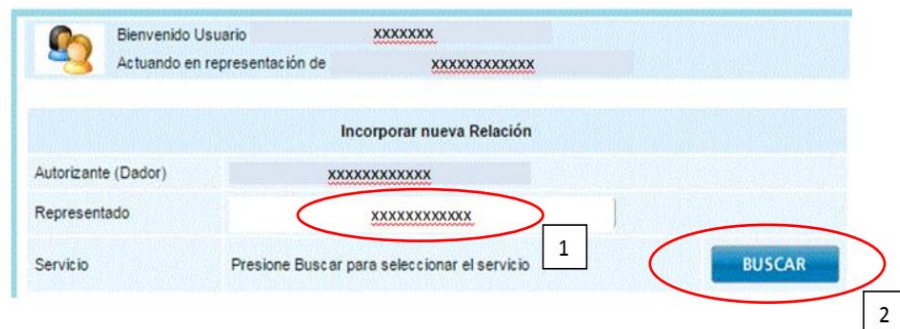 Bienvenido Usuario xxxxxxx
Actuando en representación de xxxxxxxxxxxx
Incorporar nueva Relación
Autorizante (Dador) xxxxxxxxxxxx
Representado xxxxxxxxxxxx
1
Servicio Presione Buscar para seleccionar el servicio BUSCAR
2